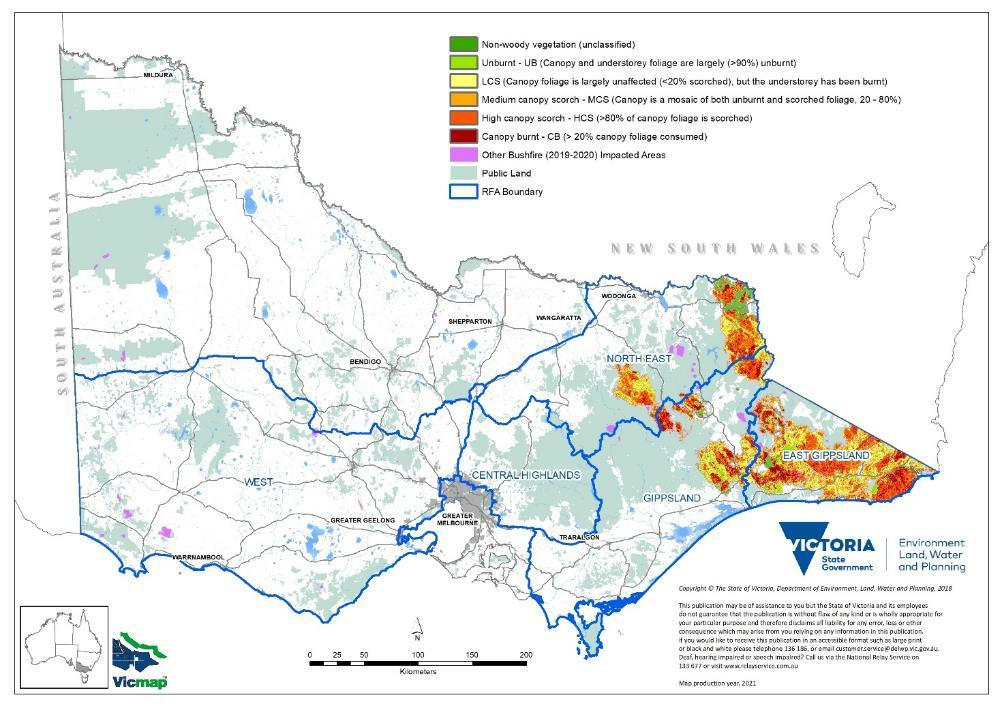 Non-woody vegetation (unclassified)
Unburnt - UB (Canopy and understorey foliage are largely (>90%) unburnt)
LCS (Canopy foliage is largely unaffected (<20% scorched), but the understorey has been burnt)
Medium canopy scorch - MCS (Canopy is a mosaic of both unburnt and scorched foliage, 20 - 80%)
High canopy scorch - HCS (>80% of canopy foliage is scorched)
Canopy burnt - CB (> 20% canopy foliage consumed)
Other Bushfire (2019-2020) Impacted Areas
Public Land
RFA Boundary
MILDURA
SOUTH AUSTRALIA
NEW SOUTH WALES
WODONGA
SHEPPARTON
WANGARATTA
BENDIGO
NORTH EAST
EAST GIPPSLAND
WEST
CENTRAL HIGHLANDS
GIPPSLAND
GREATER GEELONG
GREATER
MELBOURNE
TRARALGON
WARRNAMBOOL
VICTORIA
State
Government
Environment
Land, Water
and Planning
Copyright © The State of Victoria, Department of Environment, Land, Water and Planning, 2018
This publication may be of assistance to you but the State of Victoria and its employees
do not guarantee that the publication is without flaw of any kind or is wholly appropriate for
your particular purpose and therefore disclaims all liability for any error, loss or other
consequence which may arise from you relying on any information in this publication.
If you would like to receive this publication in an accessible format such as large print
or black and white please telephone 136 186, or email customer.service@delwp.vic.gov.au.
Deaf, hearing impaired or speech impaired? Call us via the National Relay Service on
133 677 or visit www.relayservice.com.au
Map production year, 2021
N
0 25 50 100 150 200
Kilometers
Vicmap™